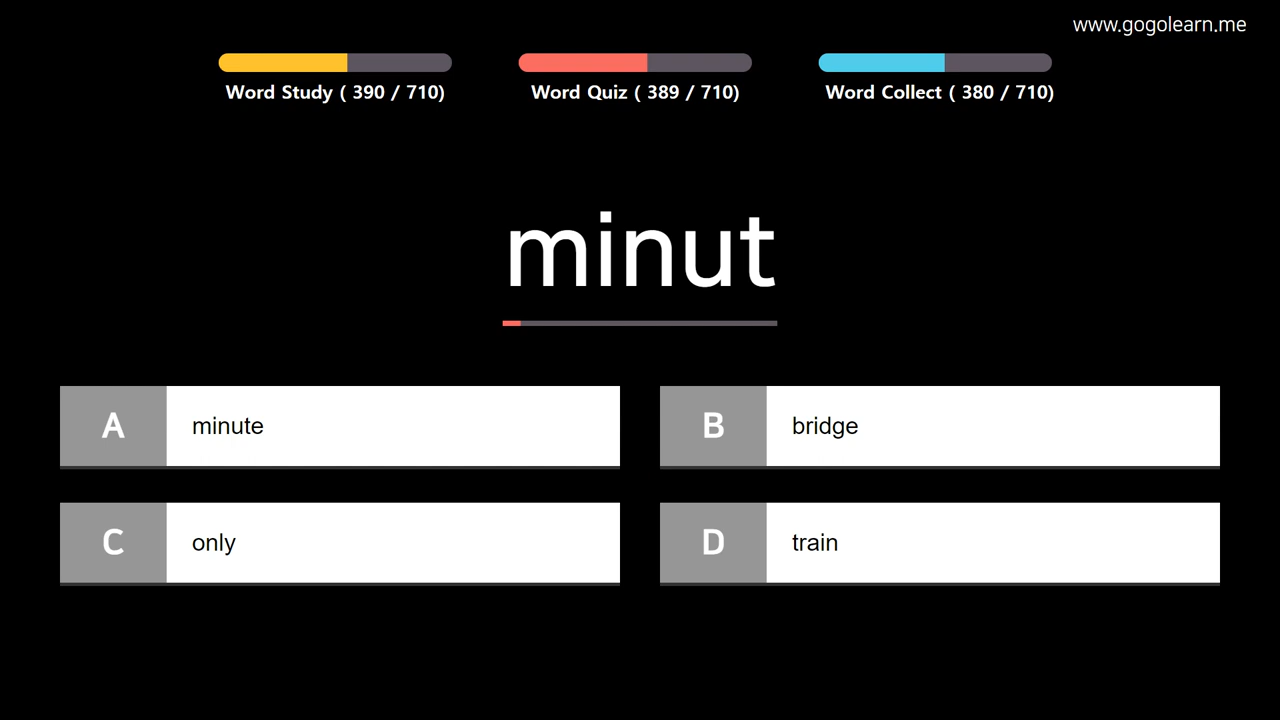 www.gogolearn.me
Word Study ( 390 / 710)
Word Quiz ( 389 / 710)
Word Collect ( 380 / 710)
minut
A minute
B bridge
C only
D train